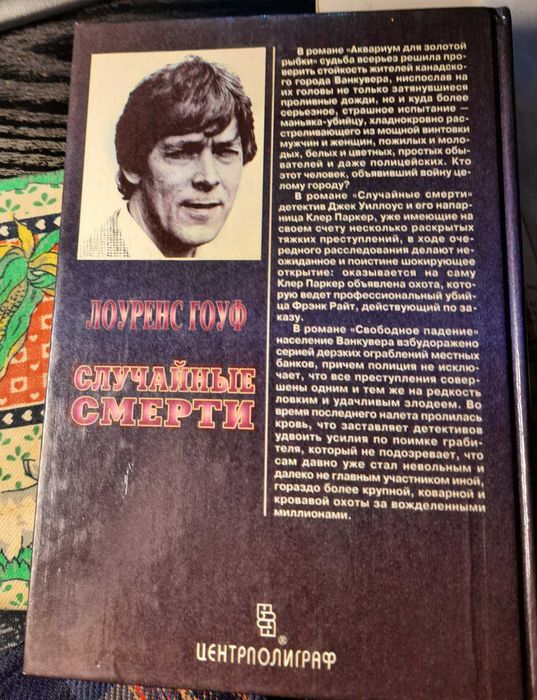 В романе «Аквариум для золотой
рыбки» судьба всерьез решила про-
верить стойкость жителей канадско-
го города Ванкувера, ниспослав на
их головы не только затянувшиеся
проливные дожди, но и куда более
серьезное, страшное испытание —
маньяка-убийцу, хладнокровно рас-
стреливающего из мощной винтовки
мужчин и женщин, пожилых и моло-
дых, белых и цветных, простых обы-
вателей и даже полицейских. Кто
этот человек, объявивший войну це-
лому городу?
В романе «Случайные смерти»
детектив Джек Уиллоус и его напар-
ница Клер Паркер, уже имеющие на
своем счету несколько раскрытых
тяжких преступлений, в ходе оче-
редного расследования делают не-
ожиданное и поистине шокирующее
открытие: оказывается на саму
Клер Паркер объявлена охота, кото-
рую ведет профессиональный убий-
ца Фрэнк Райт, действующий по за-
казу.
В романе «Свободное падение»
население Ванкувера взбудоражено
серией дерзких ограблений местных
банков, причем полиция не исклю-
чает, что все преступления совер-
шены одним и тем же на редкость
ловким и удачливым злодеем. Во
время последнего налета пролилась
кровь, что заставляет детективов
удвоить усилия по поимке граби-
теля, который не подозревает, что
сам давно уже стал невольным и
далеко не главным участником иной,
гораздо более крупной, коварной и
кровавой охоты за вожделенными
миллионами.
ЛОУРЕНС ГОУФ
СЛУЧАЙНЫЕ
СМЕРТИ
®
ЦЕНТРПОЛИГРАФ